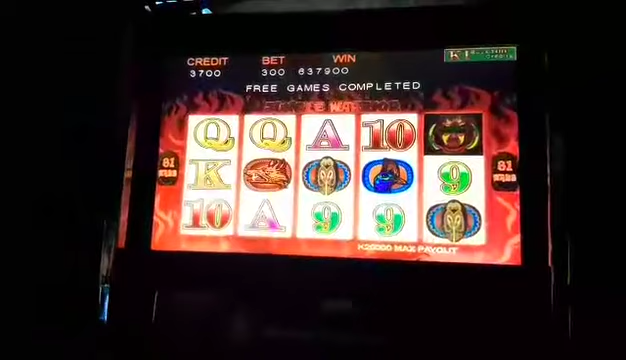 CREDIT BET WIN
3700 300 637900
FREE GAMES COMPLETED
Q Q A 10
K 9
10 A 9 9
81 81
K20000 MAX PAYOUT